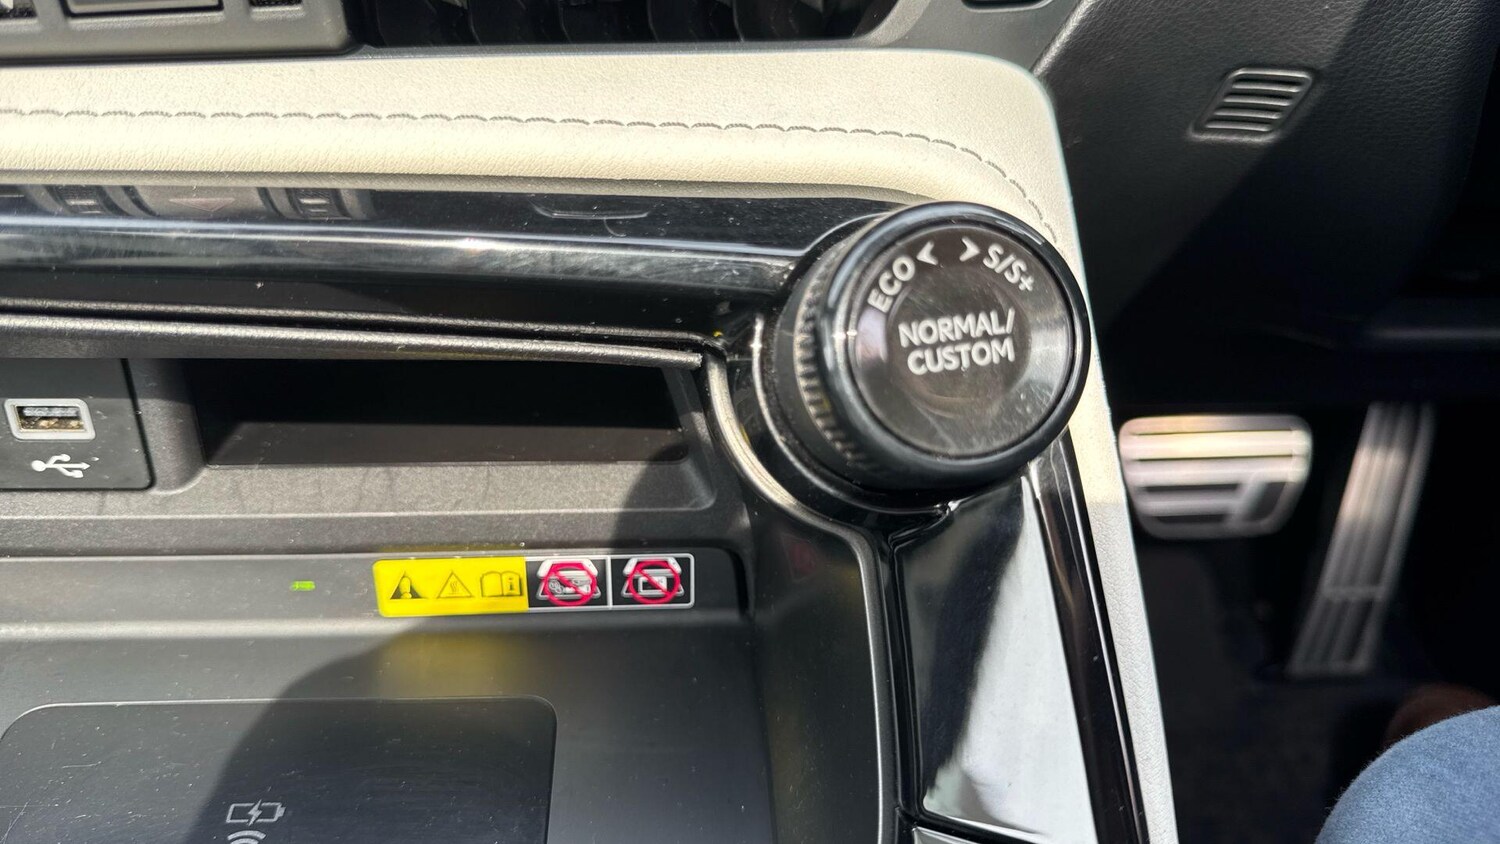 ECO < > S/S+
NORMAL/
CUSTOM